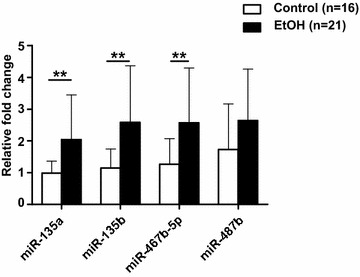 Control (n=16)
EtOH (n=21)
Relative fold change
5
4
3
2
1
0
**
**
**
miR-135a
miR-135b
miR-467b-5p
miR-487b